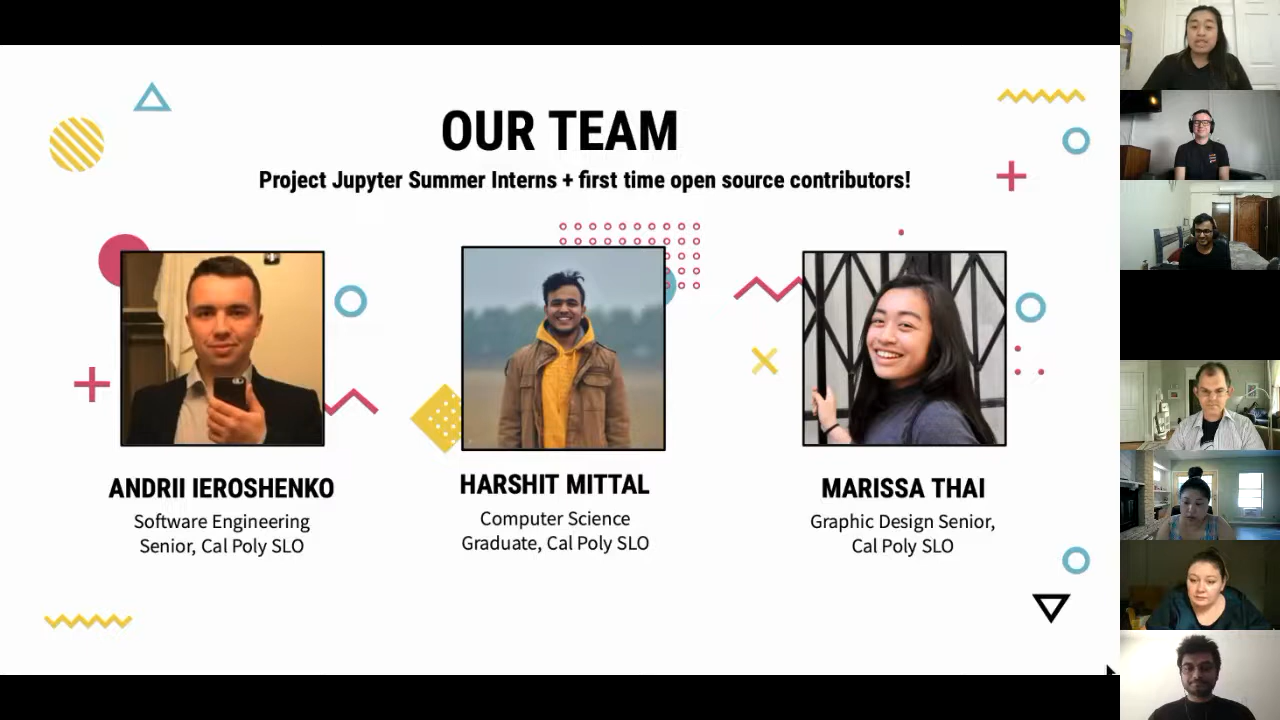 OUR TEAM
Project Jupyter Summer Interns + first time open source contributors!
ANDRII IEROSHENKO
Software Engineering
Senior, Cal Poly SLO
HARSHIT MITTAL
Computer Science
Graduate, Cal Poly SLO
MARISSA THAI
Graphic Design Senior,
Cal Poly SLO